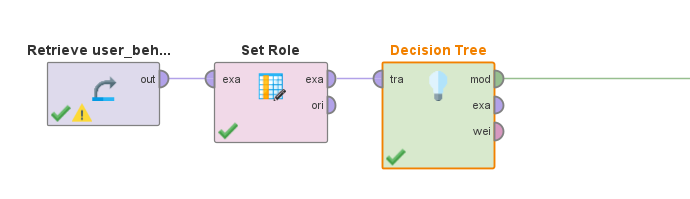 Retrieve user_beh...
Set Role
Decision Tree
out
exa
exa
ori
tra
mod
exa
wei